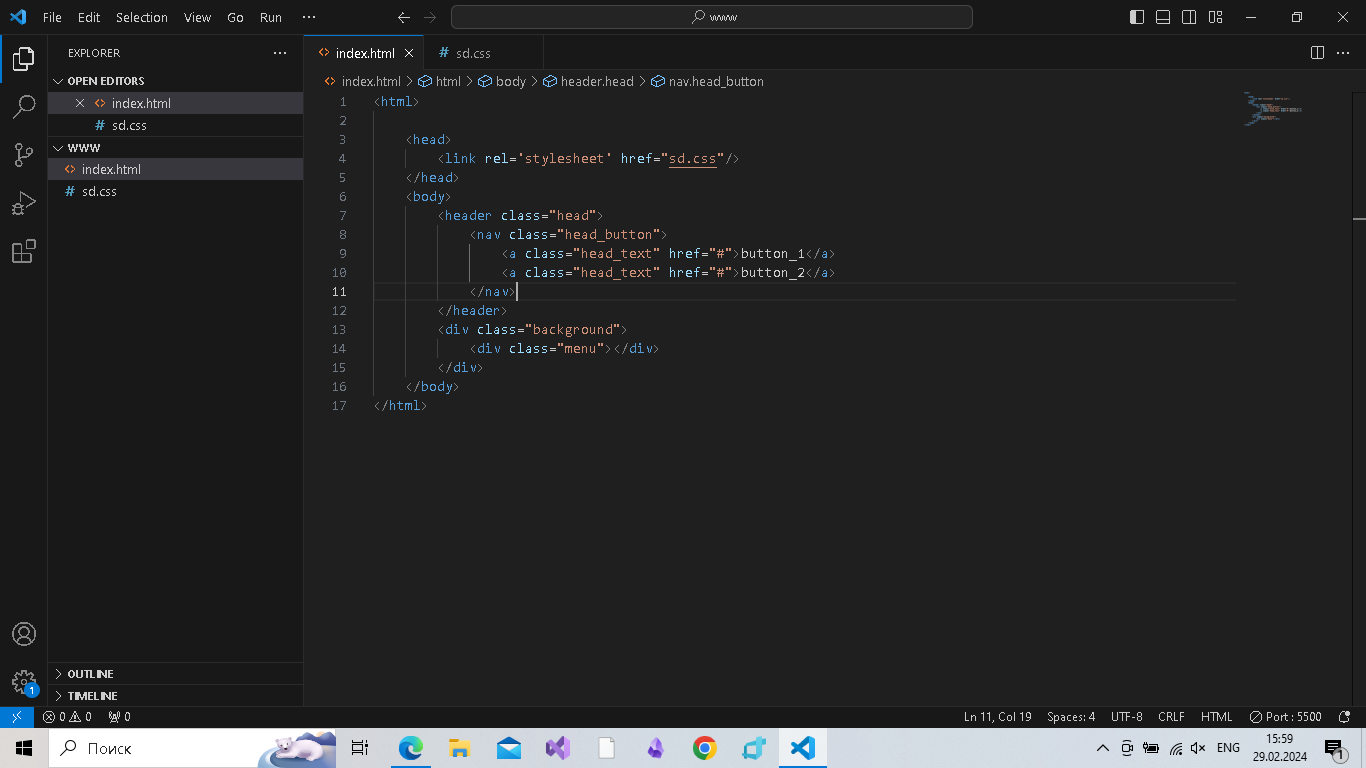 File Edit Selection View Go Run ··· www
EXPLORER ···
OPEN EDITORS
index.html
sd.css
WWW
index.html
sd.css
OUTLINE
TIMELINE
index.html sd.css ···
index.html > html > body > header.head > nav.head_button
1 <html>
2
3 <head>
4 <link rel='stylesheet' href="sd.css"/>
5 </head>
6 <body>
7 <header class="head">
8 <nav class="head_button">
9 <a class="head_text" href="#">button_1</a>
10 <a class="head_text" href="#">button_2</a>
11 </nav>
12 </header>
13 <div class="background">
14 <div class="menu"></div>
15 </div>
16 </body>
17 </html>
1
0 0 0 Ln 11, Col 19 Spaces: 4 UTF-8 CRLF HTML Port : 5500
Поиск ENG 15:59
29.02.2024 1